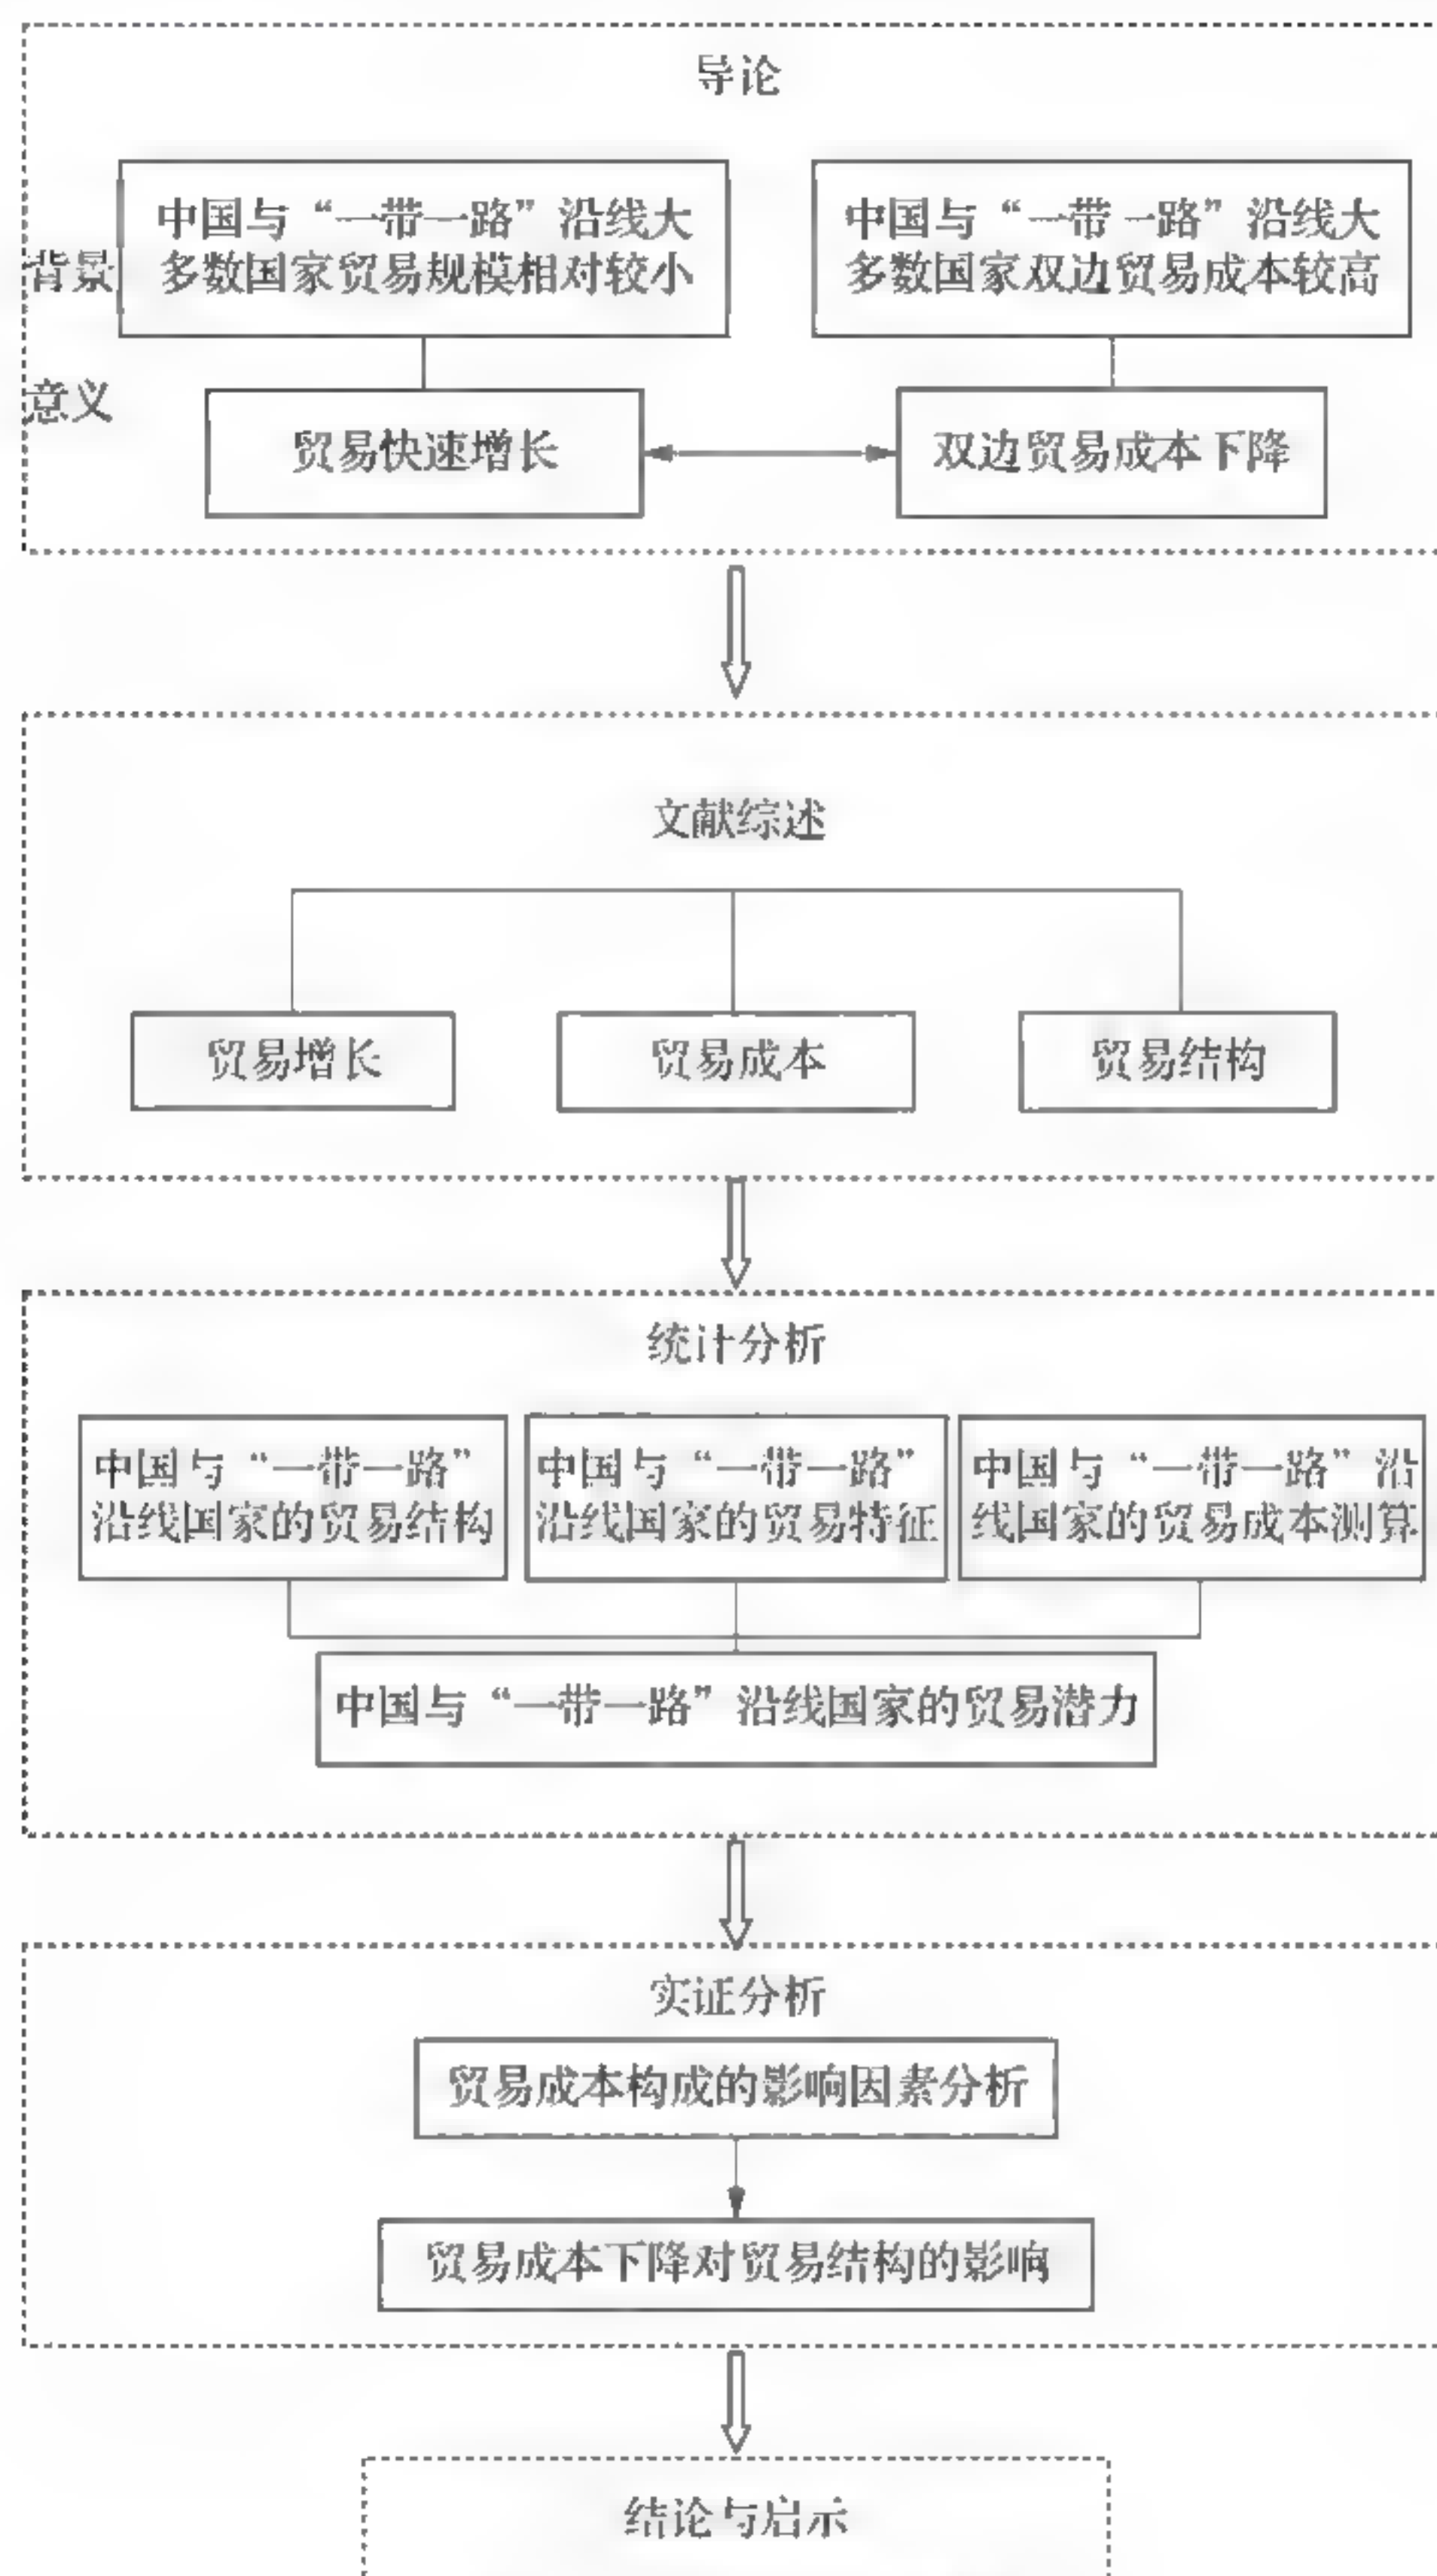 导论
中国与“一带一路”沿线大
多数国家贸易规模相对较小
中国与“一带一路”沿线大
多数国家双边贸易成本较高
背景
意义
贸易快速增长
双边贸易成本下降
文献综述
贸易增长
贸易成本
贸易结构
统计分析
中国与“一带一路”
沿线国家的贸易结构
中国与“一带一路”
沿线国家的贸易特征
中国与“一带一路”沿
线国家的贸易成本测算
中国与“一带一路”沿线国家的贸易潜力
实证分析
贸易成本构成的影响因素分析
贸易成本下降对贸易结构的影响
结论与启示